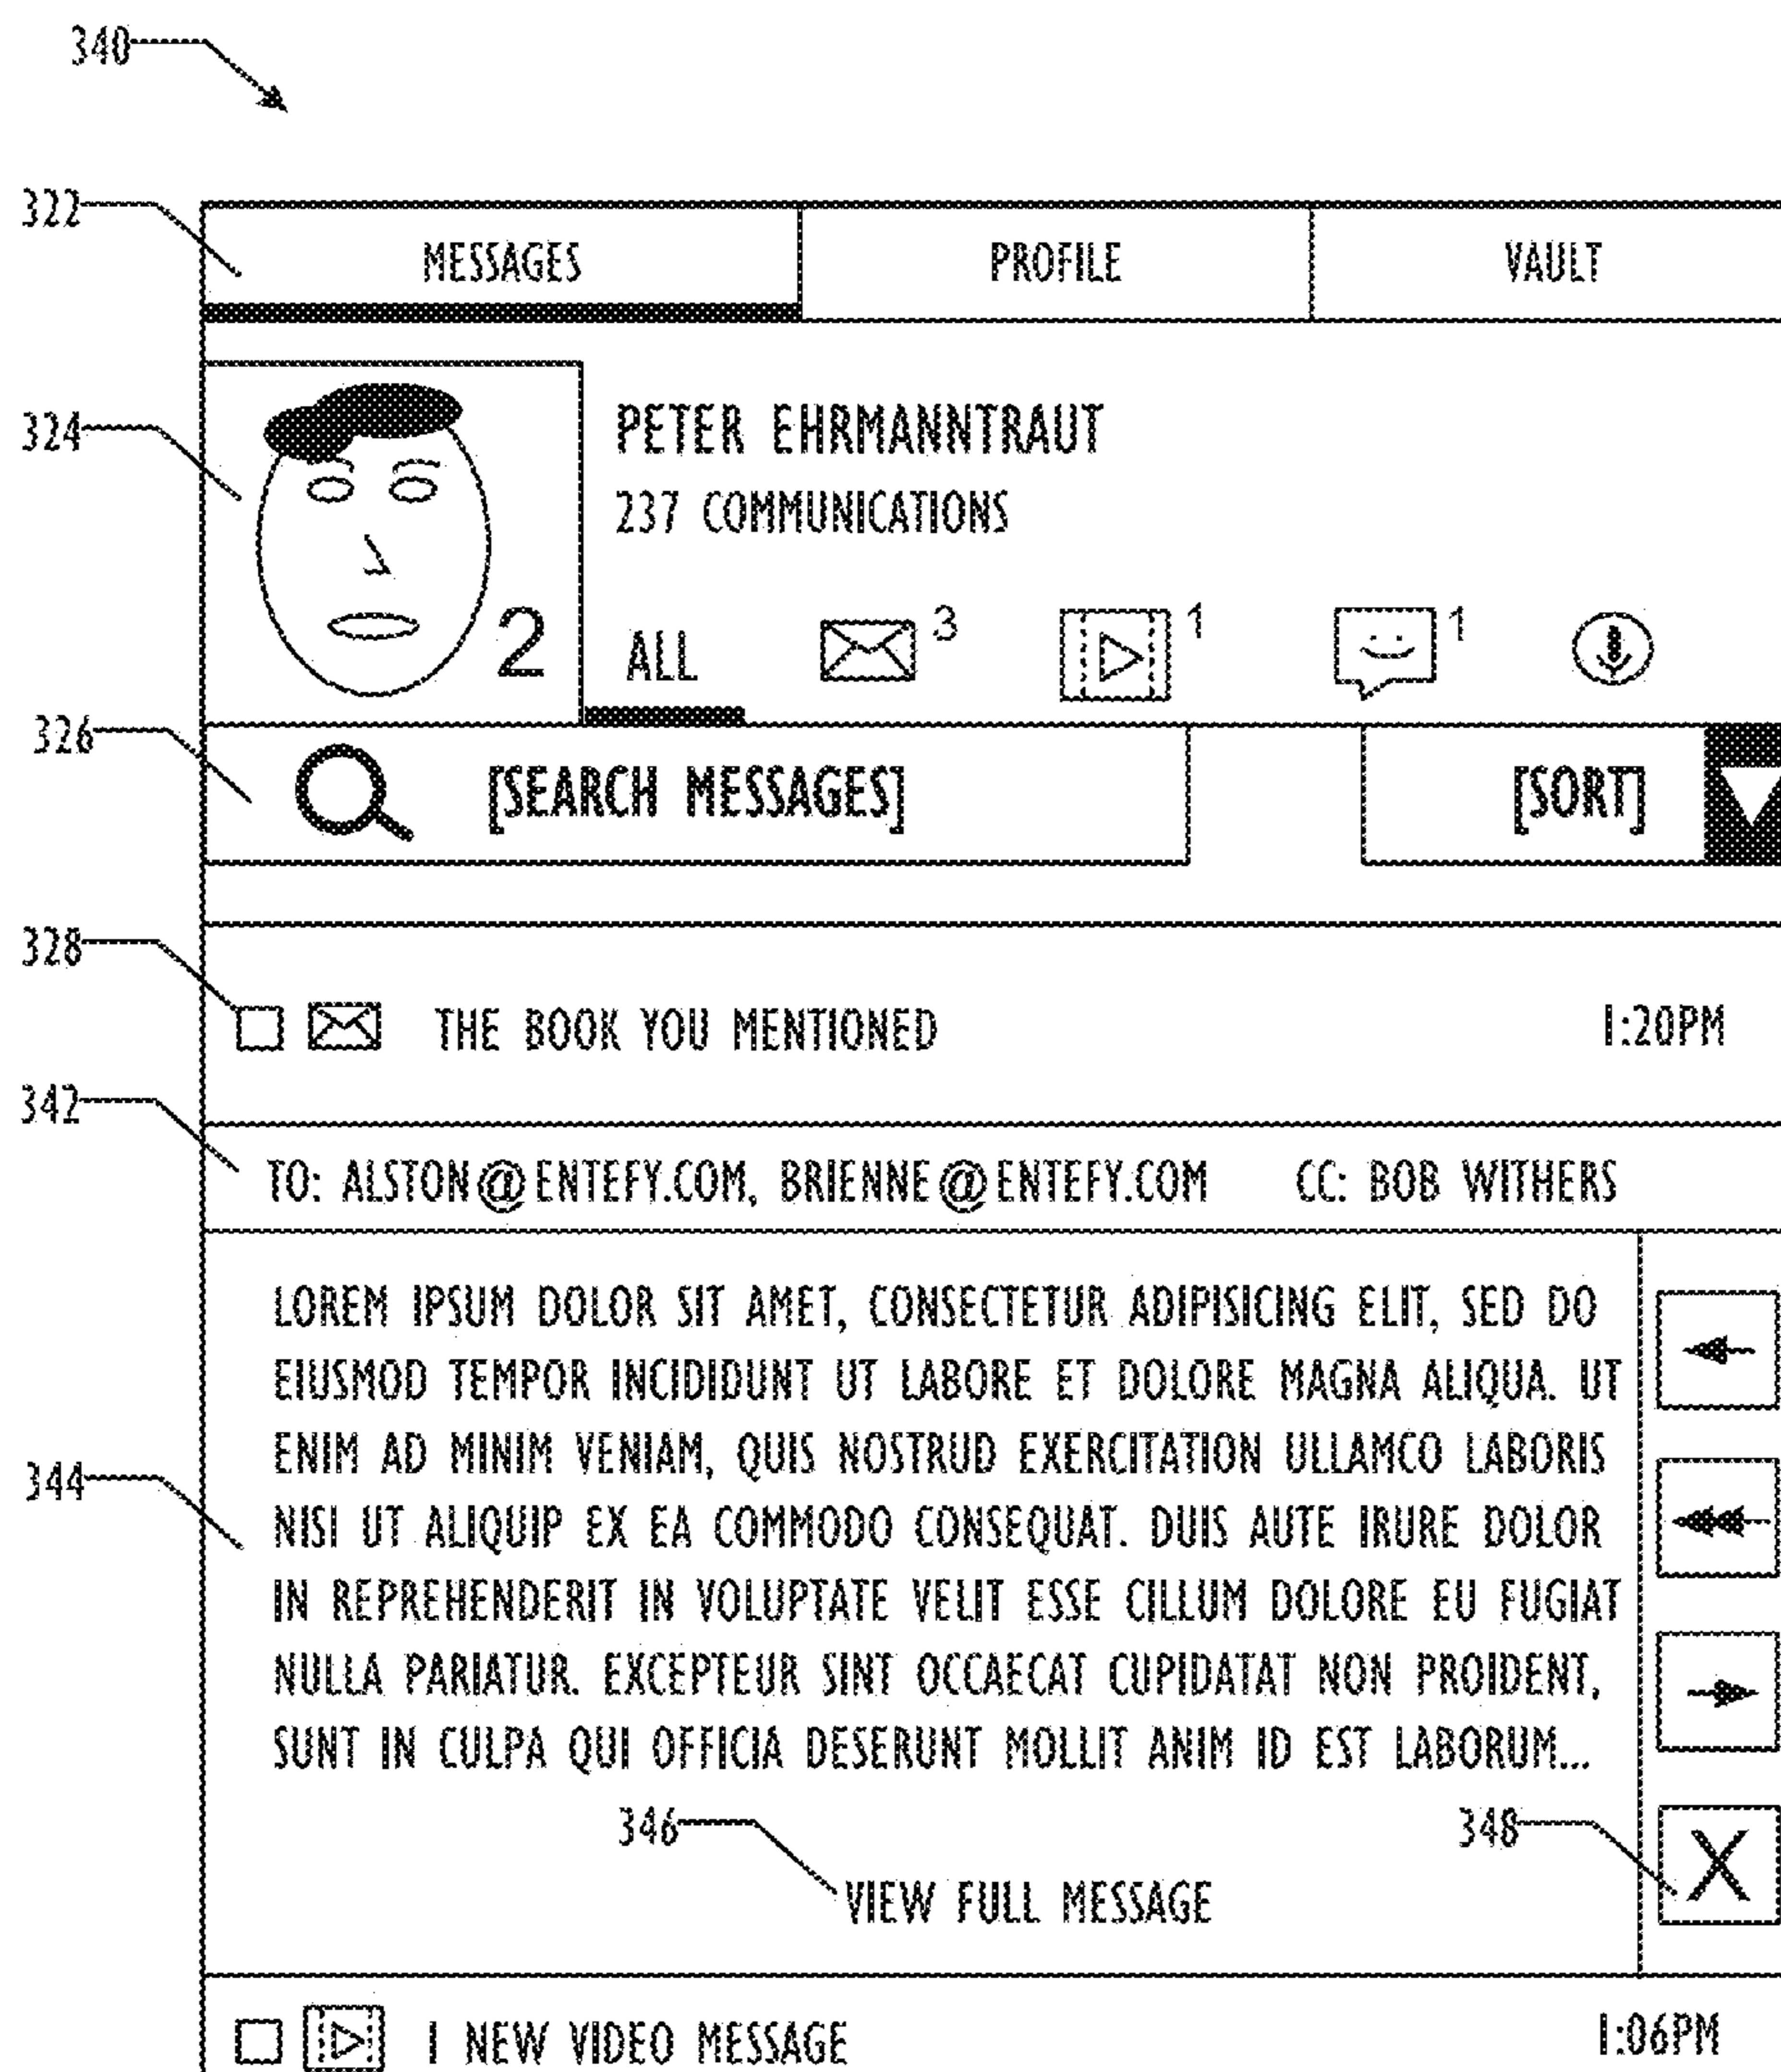 340
322
MESSAGES PROFILE VAULT
324
PETER EHRMANNTRAUT
237 COMMUNICATIONS
2 ALL 3 1 1
326
[SEARCH MESSAGES] [SORT]
328
THE BOOK YOU MENTIONED 1:20PM
342
TO: ALSTON@ENTEFY.COM, BRIENNE@ENTEFY.COM CC: BOB WITHERS
LOREM IPSUM DOLOR SIT AMET, CONSECTETUR ADIPISICING ELIT, SED DO
EIUSMOD TEMPOR INCIDIDUNT UT LABORE ET DOLORE MAGNA ALIQUA. UT
ENIM AD MINIM VENIAM, QUIS NOSTRUD EXERCITATION ULLAMCO LABORIS
344
NISI UT ALIQUIP EX EA COMMODO CONSEQUAT. DUIS AUTE IRURE DOLOR
IN REPREHENDERIT IN VOLUPTATE VELIT ESSE CILLUM DOLORE EU FUGIAT
NULLA PARIATUR. EXCEPTEUR SINT OCCAECAT CUPIDATAT NON PROIDENT,
SUNT IN CULPA QUI OFFICIA DESERUNT MOLLIT ANIM ID EST LABORUM...
346 348
X
VIEW FULL MESSAGE
1 NEW VIDEO MESSAGE 1:06PM